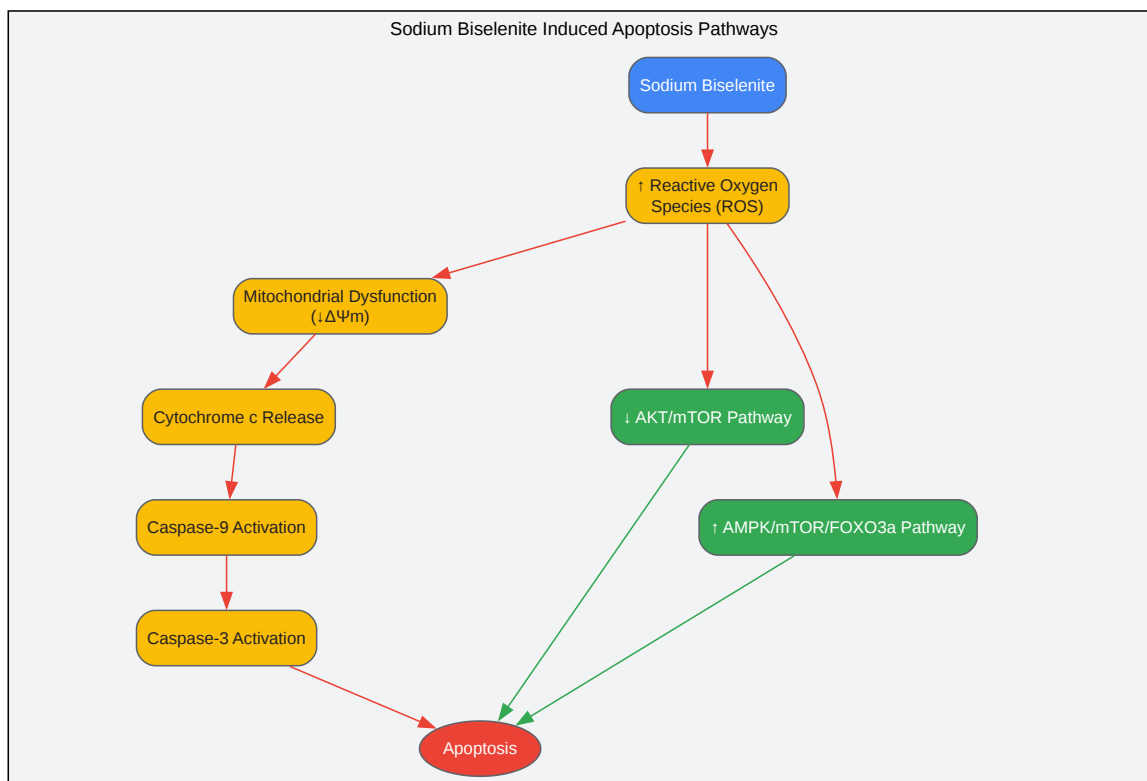 Sodium Biselenite Induced Apoptosis Pathways
Sodium Biselenite
↑ Reactive Oxygen
Species (ROS)
Mitochondrial Dysfunction
(↓ΔΨm)
Cytochrome c Release
↓ AKT/mTOR Pathway
Caspase-9 Activation
↑ AMPK/mTOR/FOXO3a Pathway
Caspase-3 Activation
Apoptosis